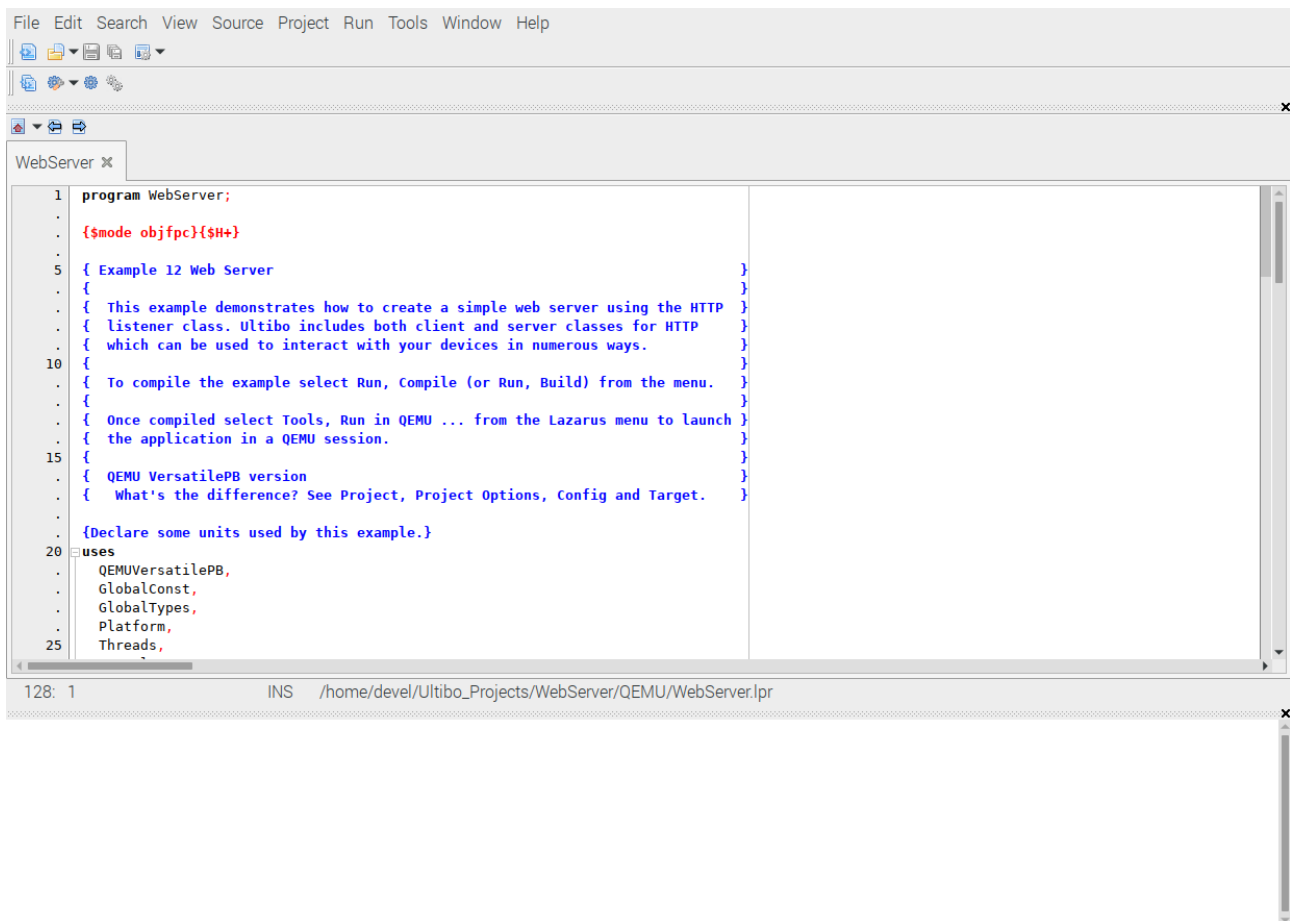 File Edit Search View Source Project Run Tools Window Help
WebServer
1 program WebServer;
.
. {$mode objfpc}{$H+}
.
5 { Example 12 Web Server }
. { }
. { This example demonstrates how to create a simple web server using the HTTP }
. { listener class. Ultibo includes both client and server classes for HTTP }
. { which can be used to interact with your devices in numerous ways. }
10 { }
. { To compile the example select Run, Compile (or Run, Build) from the menu. }
. { }
. { Once compiled select Tools, Run in QEMU ... from the Lazarus menu to launch }
. { the application in a QEMU session. }
15 { }
. { QEMU VersatilePB version }
. { What's the difference? See Project, Project Options, Config and Target. }
.
. {Declare some units used by this example.}
20 uses
. QEMUVersatilePB,
. GlobalConst,
. GlobalTypes,
. Platform,
25 Threads,
128: 1 INS /home/devel/Ultibo_Projects/WebServer/QEMU/WebServer.lpr